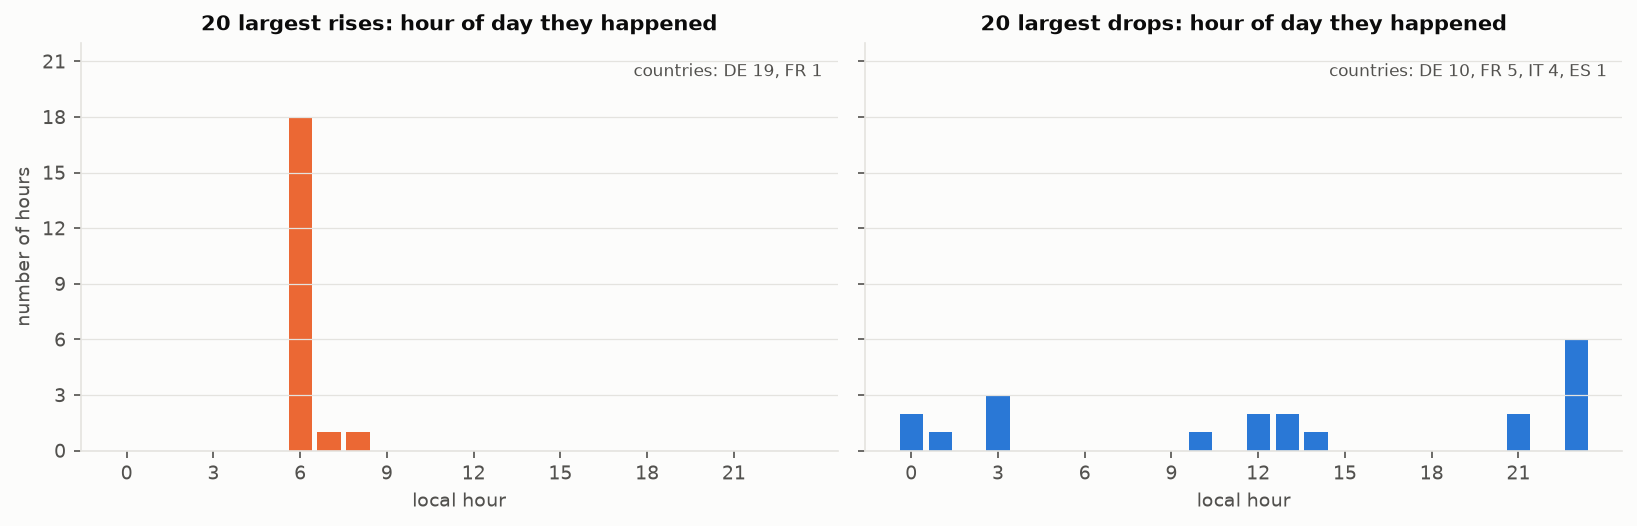 20 largest rises: hour of day they happened
countries: DE 19, FR 1
number of hours
21
18
15
12
9
6
3
0
0 3 6 9 12 15 18 21
local hour
20 largest drops: hour of day they happened
countries: DE 10, FR 5, IT 4, ES 1
0 3 6 9 12 15 18 21
local hour